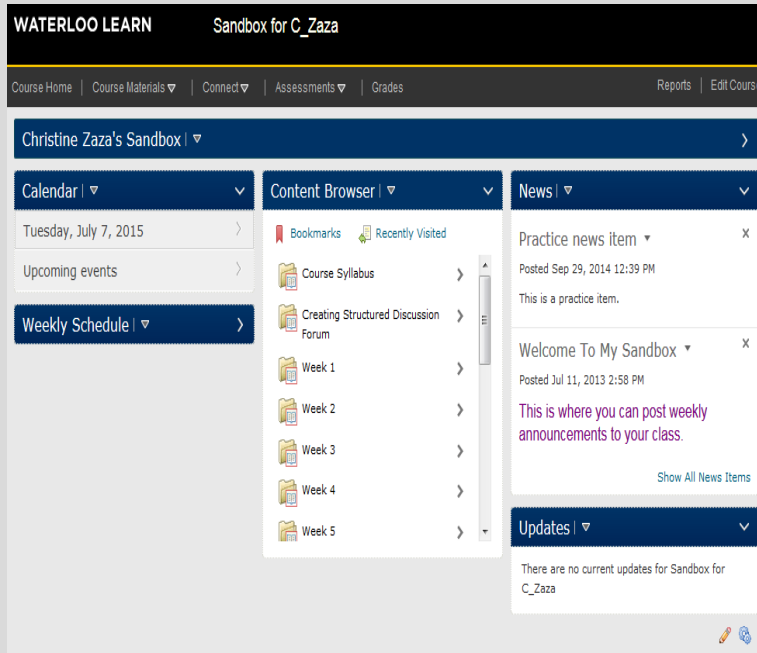 WATERLOO LEARN Sandbox for C_Zaza
Course Home | Course Materials | Connect | Assessments | Grades Reports | Edit Cours
Christine Zaza's Sandbox
Calendar
Tuesday, July 7, 2015
Upcoming events
Weekly Schedule
Content Browser
Bookmarks Recently Visited
Course Syllabus
Creating Structured Discussion
Forum
Week 1
Week 2
Week 3
Week 4
Week 5
News
Practice news item
Posted Sep 29, 2014 12:39 PM
This is a practice item.
Welcome To My Sandbox
Posted Jul 11, 2013 2:58 PM
This is where you can post weekly
announcements to your class.
Show All News Items
Updates
There are no current updates for Sandbox for
C_Zaza